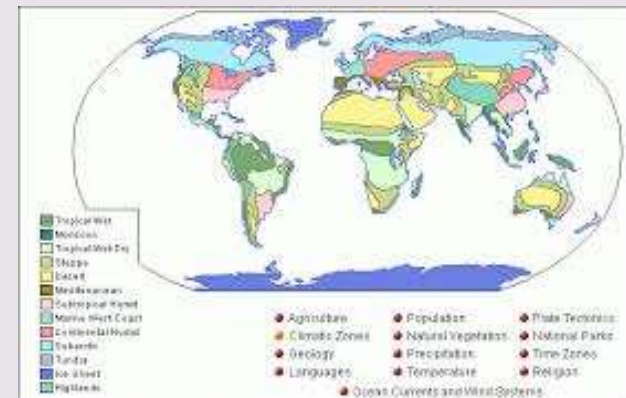 Tropical Wet
Monsoon
Tropical Wet-Dry
Steppe
Desert
Mediterranean
Subtropical Humid
Marine West Coast
Continental Humid
Subarctic
Tundra
Ice Sheet
Highlands
Agriculture Population Plate Tectonics
Climatic Zones Natural Vegetation National Parks
Geology Precipitation Time Zones
Languages Temperature Religion
Ocean Currents and Wind Systems